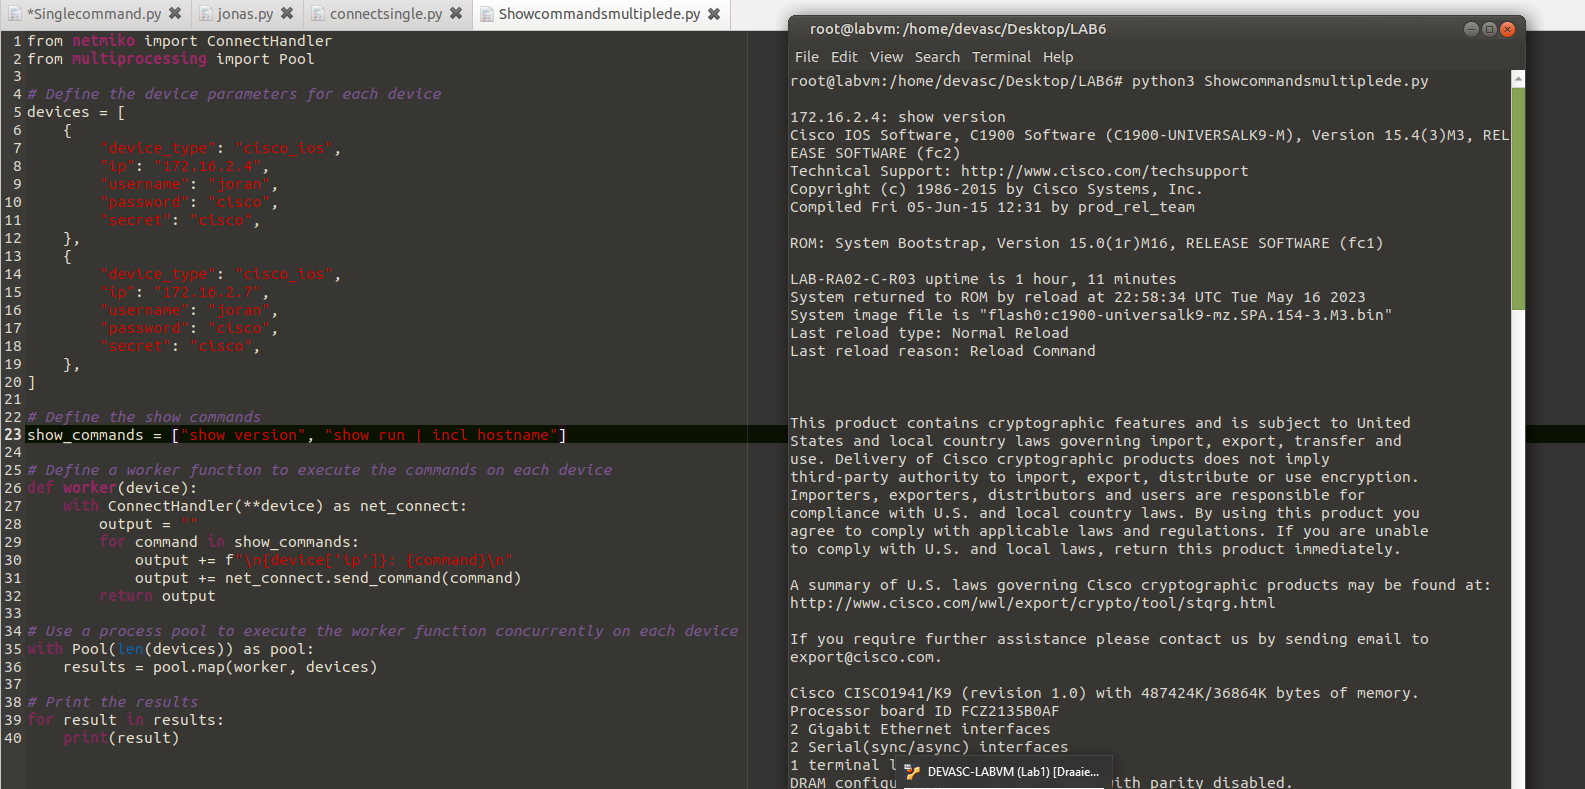 *Singlecommand.py ✖ jonas.py ✖ connectsingle.py ✖ Showcommandsmultiplede.py ✖
1 from netmiko import ConnectHandler
2 from multiprocessing import Pool
3
4 # Define the device parameters for each device
5 devices = [
6     {
7         "device_type": "cisco_ios",
8         "ip": "172.16.2.4",
9         "username": "joran",
10         "password": "cisco",
11         "secret": "cisco",
12     },
13     {
14         "device_type": "cisco_ios",
15         "ip": "172.16.2.7",
16         "username": "joran",
17         "password": "cisco",
18         "secret": "cisco",
19     },
20 ]
21
22 # Define the show commands
23 show_commands = ["show version", "show run | incl hostname"]
24
25 # Define a worker function to execute the commands on each device
26 def worker(device):
27     with ConnectHandler(**device) as net_connect:
28         output = ""
29         for command in show_commands:
30             output += f"\n{device['ip']}: {command}\n"
31             output += net_connect.send_command(command)
32         return output
33
34 # Use a process pool to execute the worker function concurrently on each device
35 with Pool(len(devices)) as pool:
36     results = pool.map(worker, devices)
37
38 # Print the results
39 for result in results:
40     print(result)
root@labvm: /home/devasc/Desktop/LAB6
File Edit View Search Terminal Help
root@labvm:/home/devasc/Desktop/LAB6# python3 Showcommandsmultiplede.py
172.16.2.4: show version
Cisco IOS Software, C1900 Software (C1900-UNIVERSALK9-M), Version 15.4(3)M3, REL
EASE SOFTWARE (fc2)
Technical Support: http://www.cisco.com/techsupport
Copyright (c) 1986-2015 by Cisco Systems, Inc.
Compiled Fri 05-Jun-15 12:31 by prod_rel_team
ROM: System Bootstrap, Version 15.0(1r)M16, RELEASE SOFTWARE (fc1)
LAB-RA02-C-R03 uptime is 1 hour, 11 minutes
System returned to ROM by reload at 22:58:34 UTC Tue May 16 2023
System image file is "flash0:c1900-universalk9-mz.SPA.154-3.M3.bin"
Last reload type: Normal Reload
Last reload reason: Reload Command
This product contains cryptographic features and is subject to United
States and local country laws governing import, export, transfer and
use. Delivery of Cisco cryptographic products does not imply
third-party authority to import, export, distribute or use encryption.
Importers, exporters, distributors and users are responsible for
compliance with U.S. and local country laws. By using this product you
agree to comply with applicable laws and regulations. If you are unable
to comply with U.S. and local laws, return this product immediately.
A summary of U.S. laws governing Cisco cryptographic products may be found at:
http://www.cisco.com/wwl/export/crypto/tool/stqrg.html
If you require further assistance please contact us by sending email to
export@cisco.com.
Cisco CISCO1941/K9 (revision 1.0) with 487424K/36864K bytes of memory.
Processor board ID FCZ2135B0AF
2 Gigabit Ethernet interfaces
2 Serial(sync/async) interfaces
1 terminal
DRAM with parity disabled.
DEVASC-LABVM (Lab1) [Draaie...